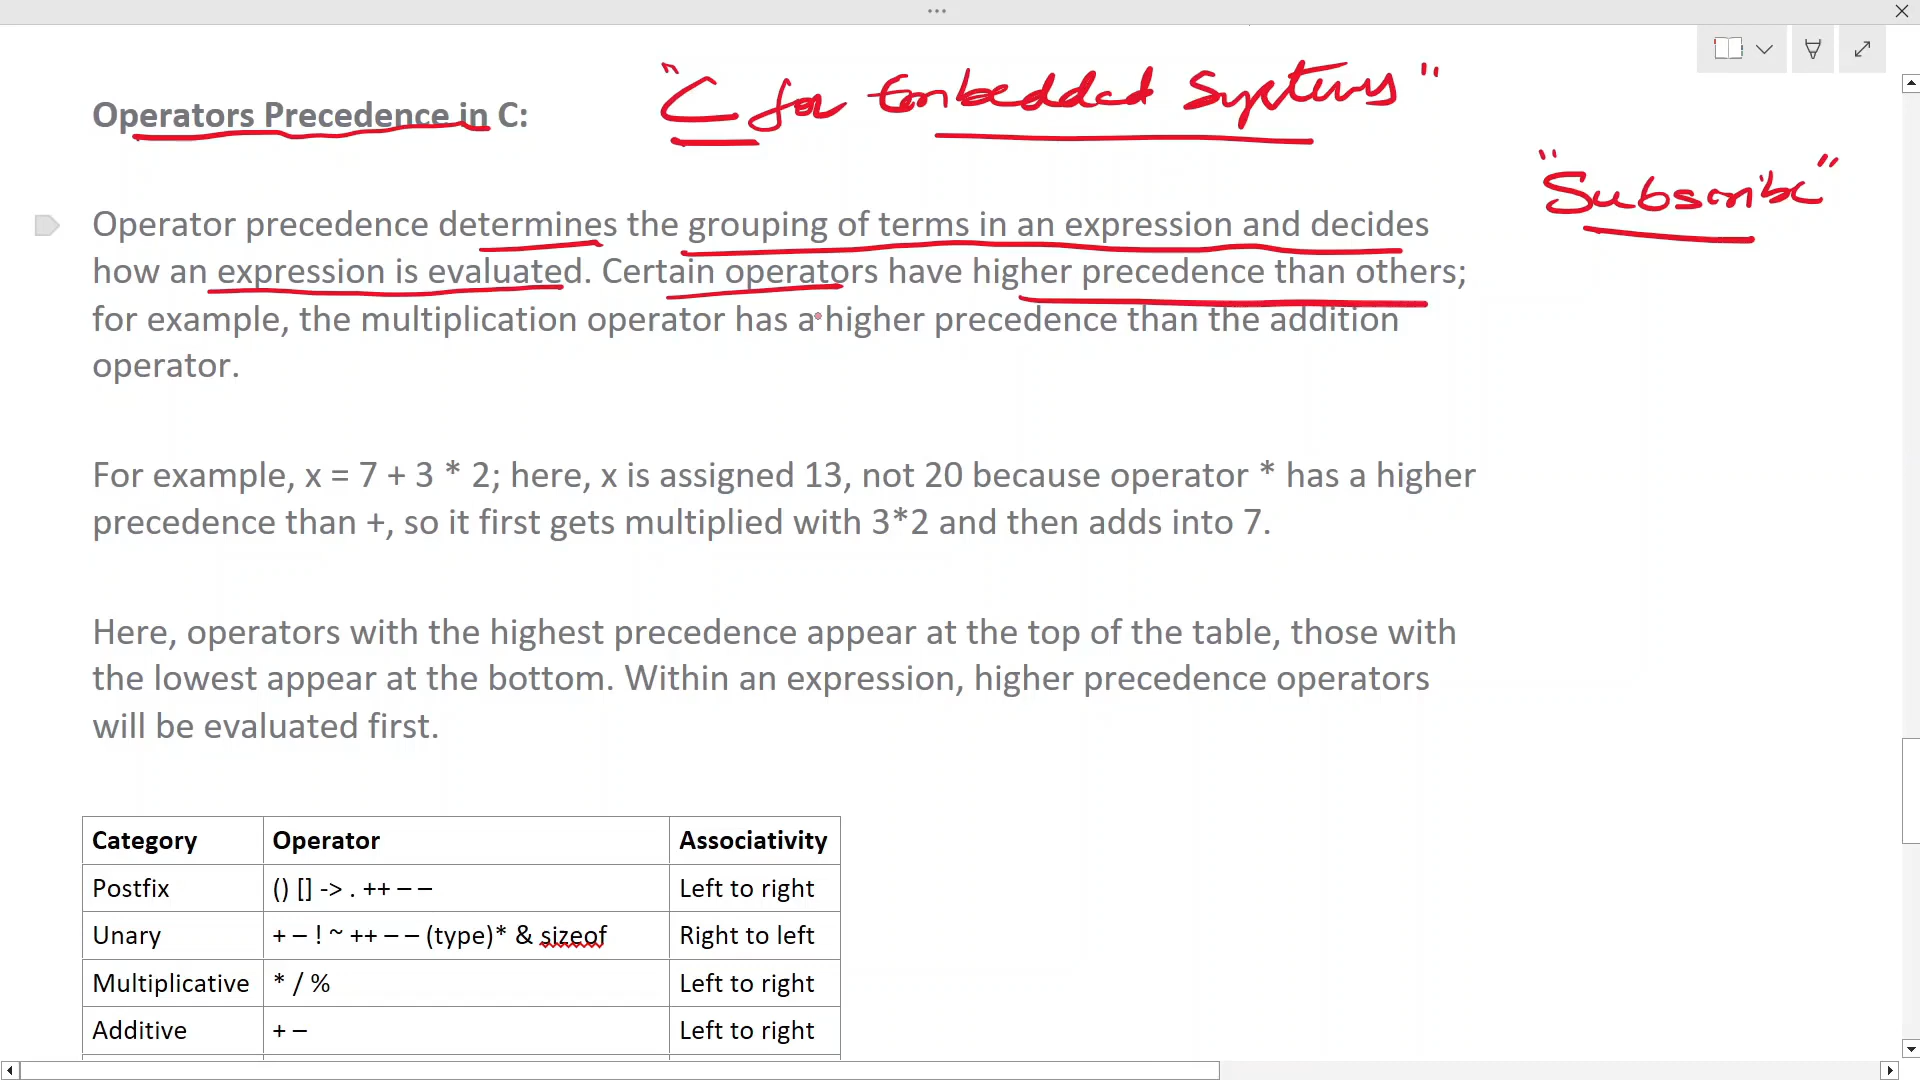 Operators Precedence in C:
"C for Embedded Systems"
"Subscribe"
Operator precedence determines the grouping of terms in an expression and decides
how an expression is evaluated. Certain operators have higher precedence than others;
for example, the multiplication operator has a higher precedence than the addition
operator.
For example, x = 7 + 3 * 2; here, x is assigned 13, not 20 because operator * has a higher
precedence than +, so it first gets multiplied with 3*2 and then adds into 7.
Here, operators with the highest precedence appear at the top of the table, those with
the lowest appear at the bottom. Within an expression, higher precedence operators
will be evaluated first.
Category Operator Associativity
Postfix () [] -> . ++ – – Left to right
Unary + – ! ~ ++ – – (type)* & sizeof Right to left
Multiplicative * / % Left to right
Additive + – Left to right